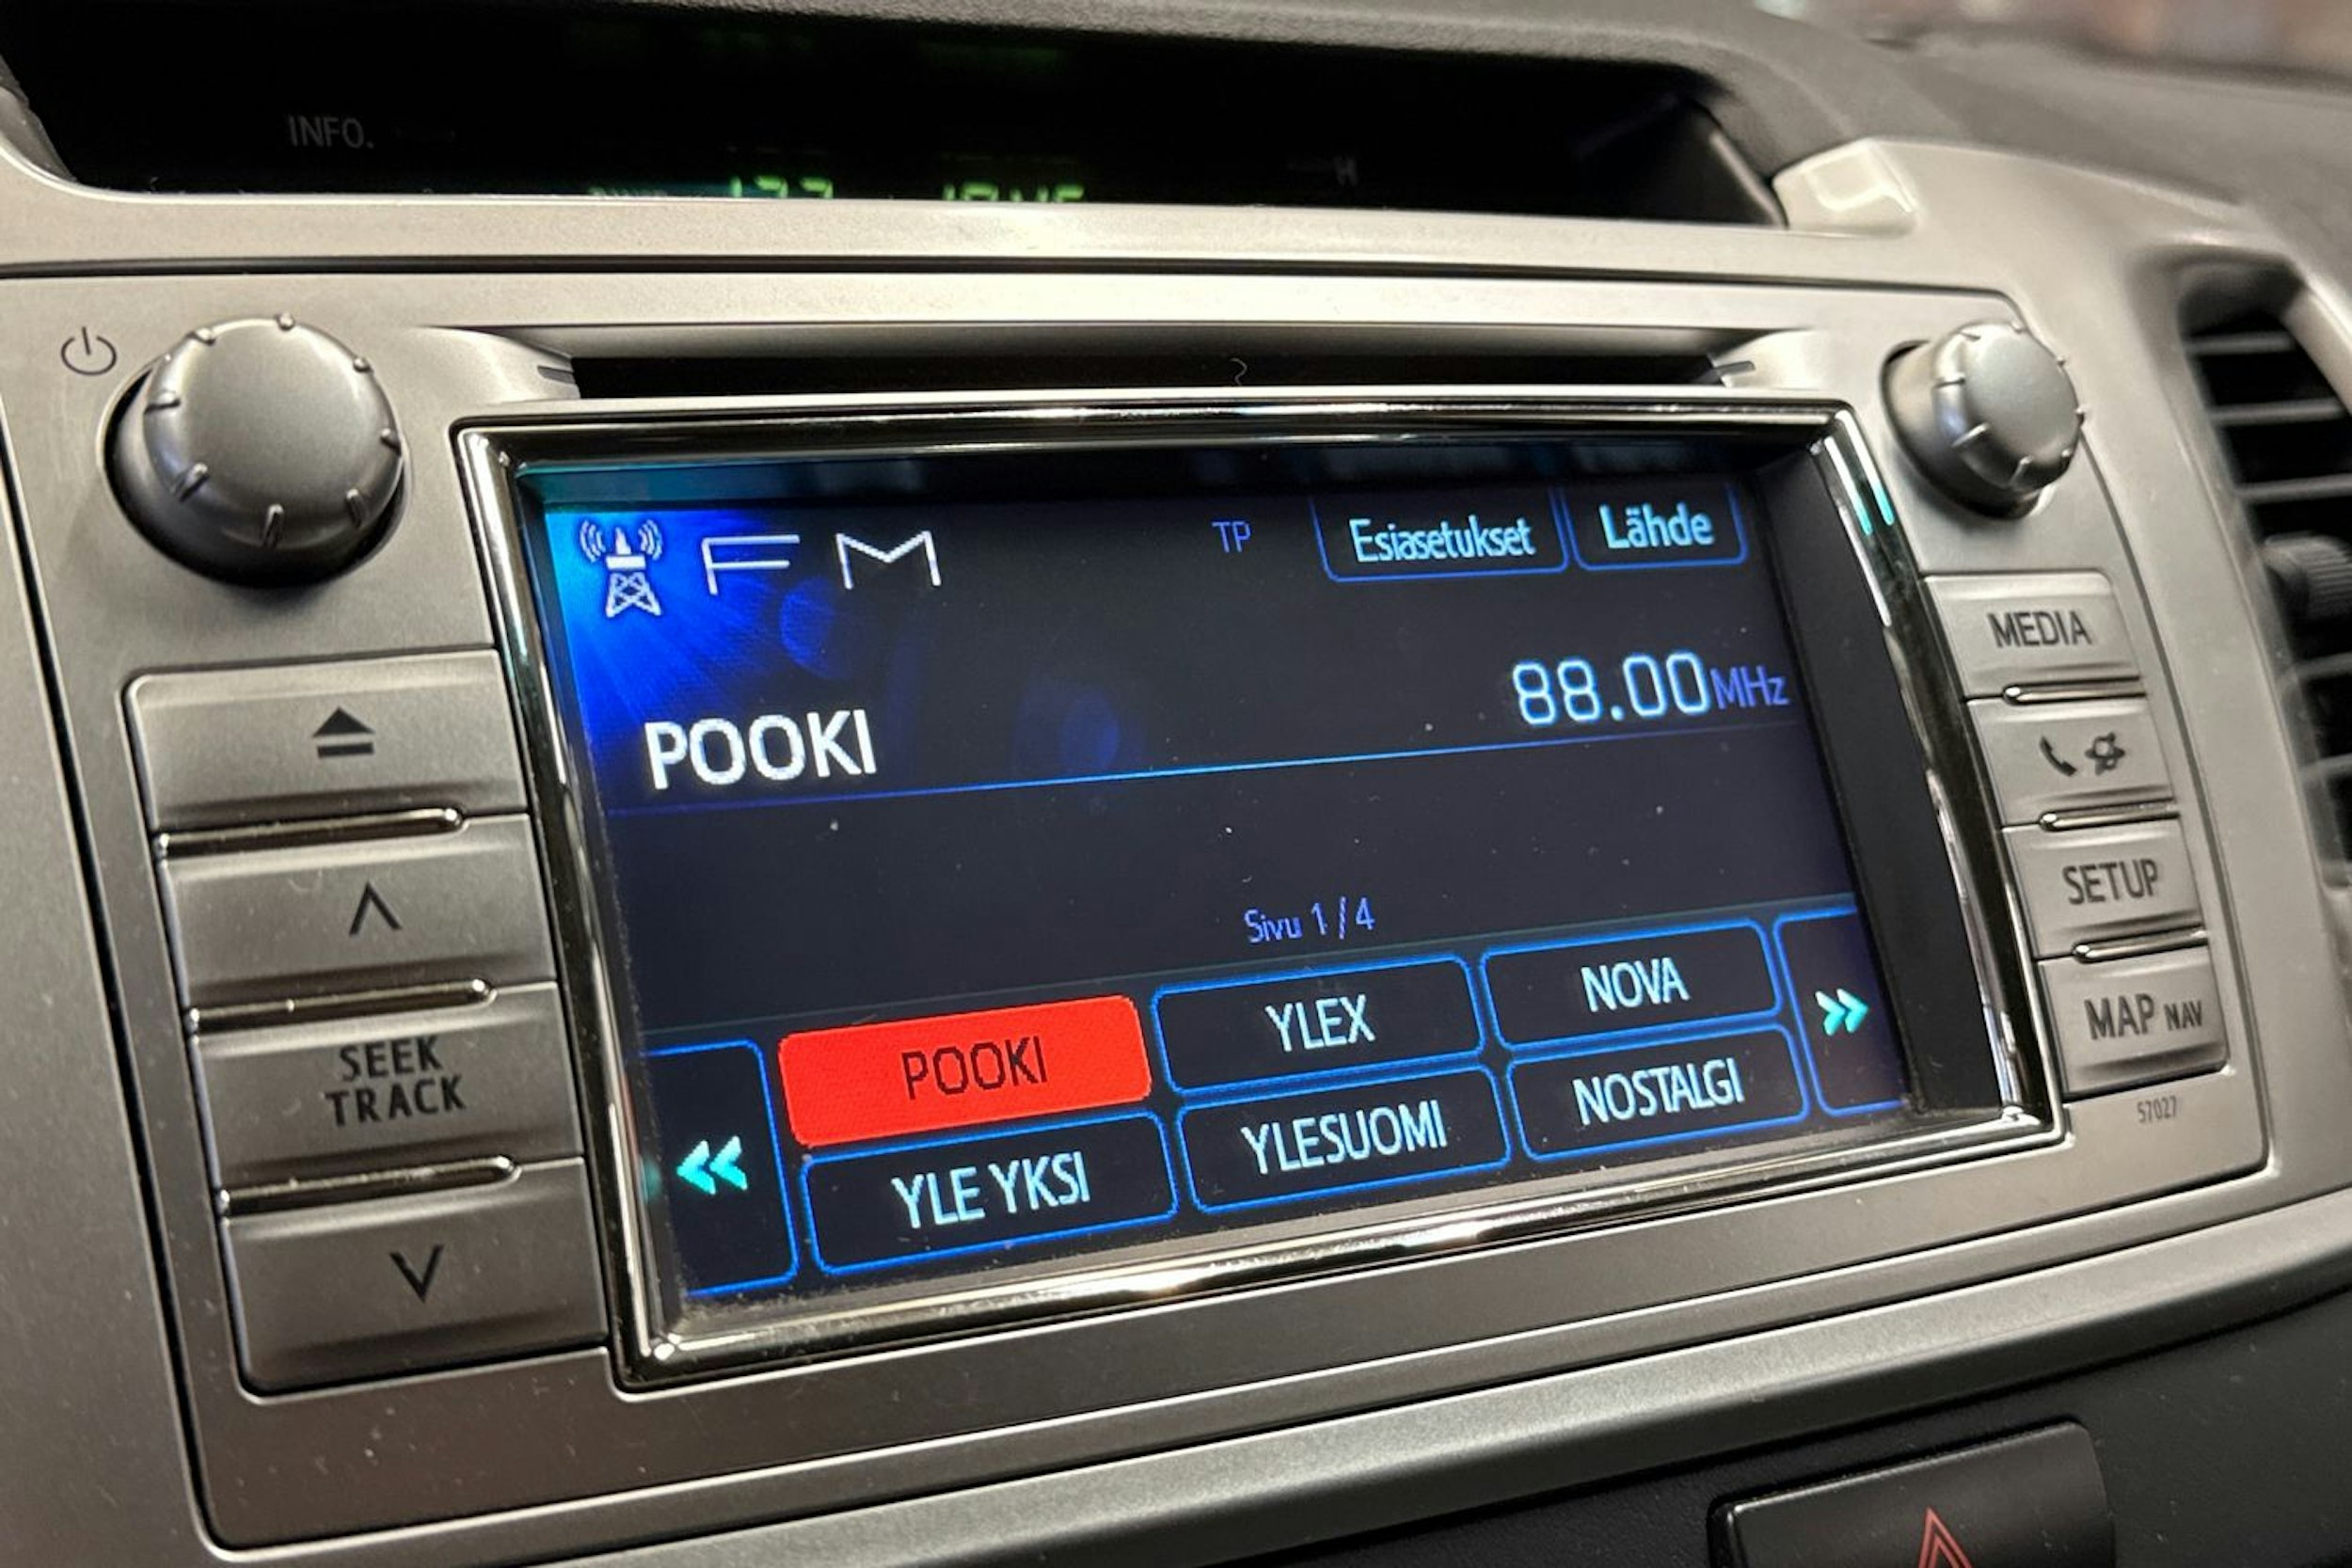 INFO.
H
FM
TP
Esiasetukset
Lähde
88.00MHz
POOKI
Sivu 1/4
POOKI
YLEX
NOVA
YLE YKSI
YLESUOMI
NOSTALGI
SEEK
TRACK
MEDIA
SETUP
MAP NAV
57027